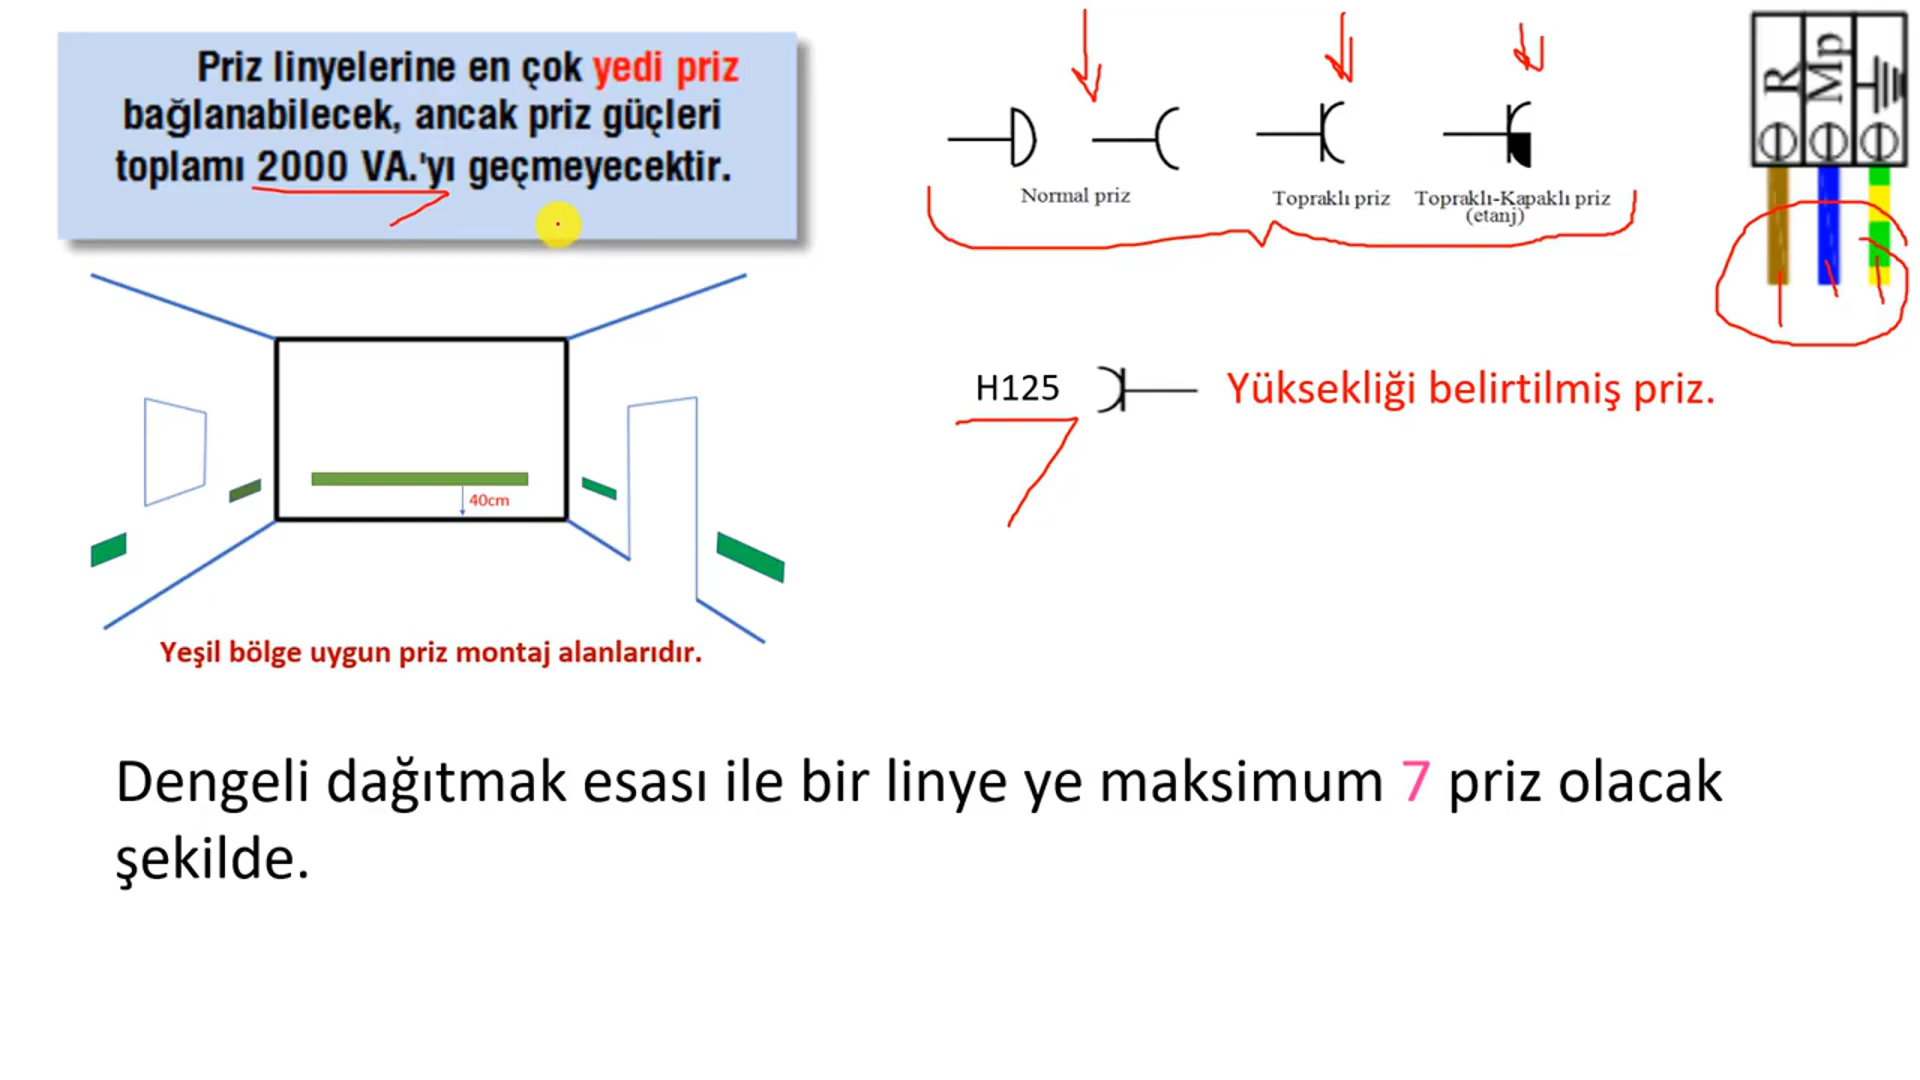 Priz linyelerine en çok yedi priz
bağlanabilecek, ancak priz güçleri
toplamı 2000 VA.'yı geçmeyecektir.
Normal priz
Topraklı priz
Topraklı-Kapaklı priz
(etanj)
R
Mp
H125
Yüksekliği belirtilmiş priz.
40cm
Yeşil bölge uygun priz montaj alanlarıdır.
Dengeli dağıtmak esası ile bir linye ye maksimum 7 priz olacak
şekilde.